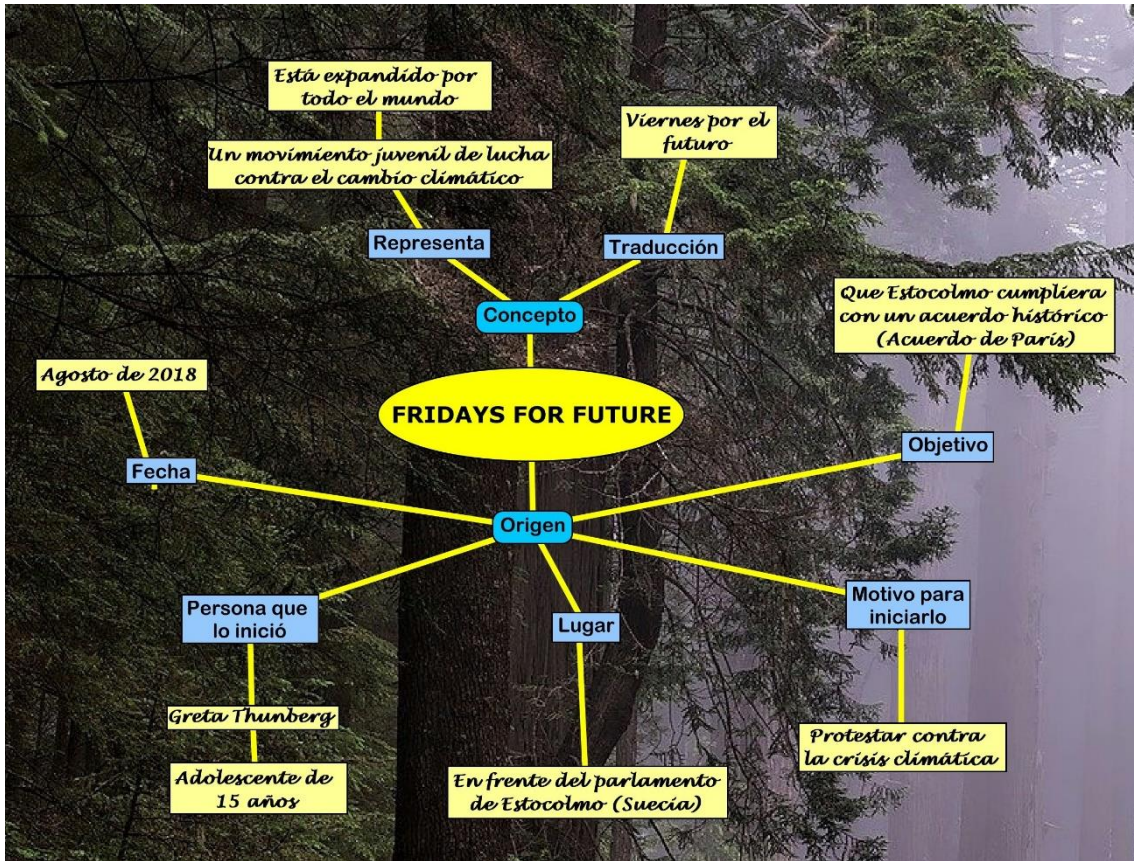 Está expandido por
todo el mundo
Viernes por el
futuro
Un movimiento juvenil de lucha
contra el cambio climático
Representa
Traducción
Concepto
Que Estocolmo cumpliera
con un acuerdo histórico
(Acuerdo de París)
Agosto de 2018
FRIDAYS FOR FUTURE
Objetivo
Fecha
Origen
Persona que
lo inició
Lugar
Motivo para
iniciarlo
Greta Thunberg
Adolescente de
15 años
En frente del parlamento
de Estocolmo (Suecia)
Protestar contra
la crisis climática